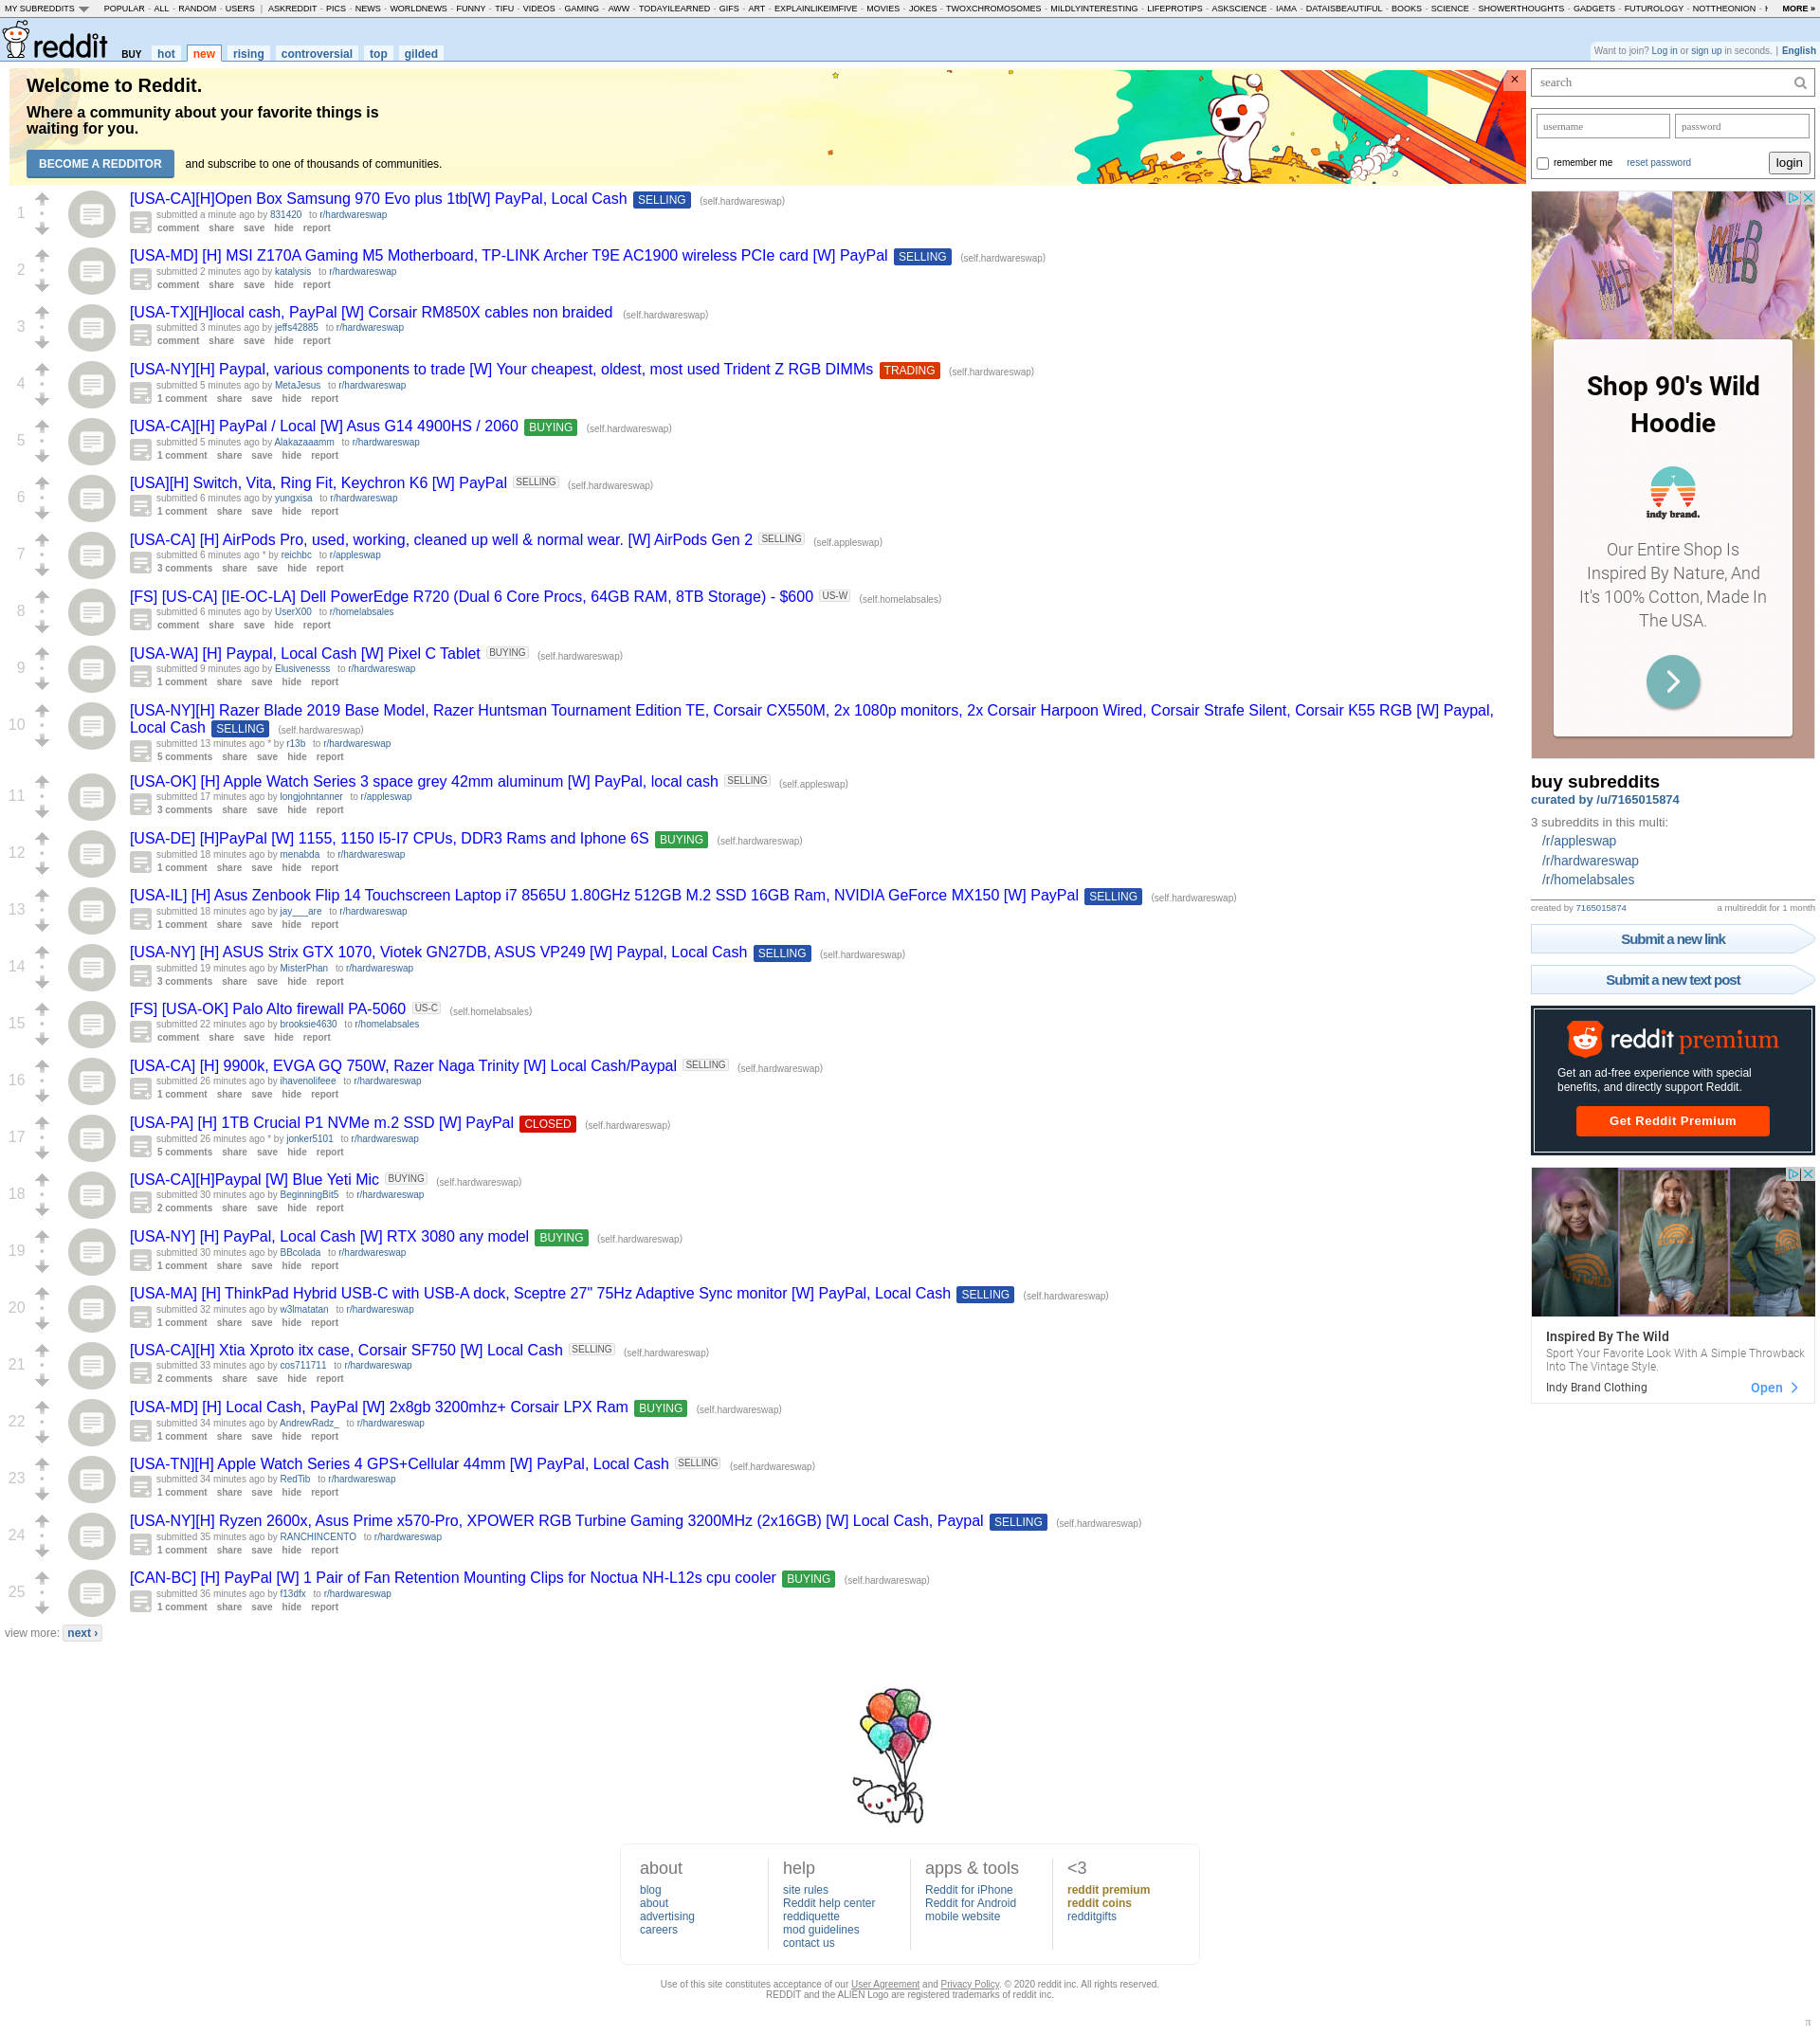 MY SUBREDDITS POPULAR - ALL - RANDOM - USERS | ASKREDDIT - PICS - NEWS - WORLDNEWS - FUNNY - TIFU - VIDEOS - GAMING - AWW - TODAYILEARNED - GIFS - ART - EXPLAINLIKEIMFIVE - MOVIES - JOKES - TWOXCHROMOSOMES - MILDLYINTERESTING - LIFEPROTIPS - ASKSCIENCE - IAMA - DATAISBEAUTIFUL - BOOKS - SCIENCE - SHOWERTHOUGHTS - GADGETS - FUTUROLOGY - NOTTHEONION - MORE »
reddit BUY hot new rising controversial top gilded
Want to join? Log in or sign up in seconds. | English
Welcome to Reddit.
Where a community about your favorite things is
waiting for you.
BECOME A REDDITOR and subscribe to one of thousands of communities.
×
1
[USA-CA][H]Open Box Samsung 970 Evo plus 1tb[W] PayPal, Local Cash SELLING (self.hardwareswap)
submitted a minute ago by 831420 to r/hardwareswap
comment share save hide report
2
[USA-MD] [H] MSI Z170A Gaming M5 Motherboard, TP-LINK Archer T9E AC1900 wireless PCIe card [W] PayPal SELLING (self.hardwareswap)
submitted 2 minutes ago by katalysis to r/hardwareswap
comment share save hide report
3
[USA-TX][H]local cash, PayPal [W] Corsair RM850X cables non braided (self.hardwareswap)
submitted 3 minutes ago by jeffs42885 to r/hardwareswap
comment share save hide report
4
[USA-NY][H] Paypal, various components to trade [W] Your cheapest, oldest, most used Trident Z RGB DIMMs TRADING (self.hardwareswap)
submitted 5 minutes ago by MetaJesus to r/hardwareswap
1 comment share save hide report
5
[USA-CA][H] PayPal / Local [W] Asus G14 4900HS / 2060 BUYING (self.hardwareswap)
submitted 5 minutes ago by Alakazaaamm to r/hardwareswap
1 comment share save hide report
6
[USA][H] Switch, Vita, Ring Fit, Keychron K6 [W] PayPal SELLING (self.hardwareswap)
submitted 6 minutes ago by yungxisa to r/hardwareswap
1 comment share save hide report
7
[USA-CA] [H] AirPods Pro, used, working, cleaned up well & normal wear. [W] AirPods Gen 2 SELLING (self.appleswap)
submitted 6 minutes ago * by reichbc to r/appleswap
3 comments share save hide report
8
[FS] [US-CA] [IE-OC-LA] Dell PowerEdge R720 (Dual 6 Core Procs, 64GB RAM, 8TB Storage) - $600 US-W (self.homelabsales)
submitted 6 minutes ago by UserX00 to r/homelabsales
comment share save hide report
9
[USA-WA] [H] Paypal, Local Cash [W] Pixel C Tablet BUYING (self.hardwareswap)
submitted 9 minutes ago by Elusivenesss to r/hardwareswap
1 comment share save hide report
10
[USA-NY][H] Razer Blade 2019 Base Model, Razer Huntsman Tournament Edition TE, Corsair CX550M, 2x 1080p monitors, 2x Corsair Harpoon Wired, Corsair Strafe Silent, Corsair K55 RGB [W] Paypal,
Local Cash SELLING (self.hardwareswap)
submitted 13 minutes ago * by r13b to r/hardwareswap
5 comments share save hide report
11
[USA-OK] [H] Apple Watch Series 3 space grey 42mm aluminum [W] PayPal, local cash SELLING (self.appleswap)
submitted 17 minutes ago by longjohntanner to r/appleswap
3 comments share save hide report
12
[USA-DE] [H]PayPal [W] 1155, 1150 I5-I7 CPUs, DDR3 Rams and Iphone 6S BUYING (self.hardwareswap)
submitted 18 minutes ago by menabda to r/hardwareswap
1 comment share save hide report
13
[USA-IL] [H] Asus Zenbook Flip 14 Touchscreen Laptop i7 8565U 1.80GHz 512GB M.2 SSD 16GB Ram, NVIDIA GeForce MX150 [W] PayPal SELLING (self.hardwareswap)
submitted 18 minutes ago by jay___are to r/hardwareswap
1 comment share save hide report
14
[USA-NY] [H] ASUS Strix GTX 1070, Viotek GN27DB, ASUS VP249 [W] Paypal, Local Cash SELLING (self.hardwareswap)
submitted 19 minutes ago by MisterPhan to r/hardwareswap
3 comments share save hide report
15
[FS] [USA-OK] Palo Alto firewall PA-5060 US-C (self.homelabsales)
submitted 22 minutes ago by brooksie4630 to r/homelabsales
comment share save hide report
16
[USA-CA] [H] 9900k, EVGA GQ 750W, Razer Naga Trinity [W] Local Cash/Paypal SELLING (self.hardwareswap)
submitted 26 minutes ago by ihavenolifeee to r/hardwareswap
1 comment share save hide report
17
[USA-PA] [H] 1TB Crucial P1 NVMe m.2 SSD [W] PayPal CLOSED (self.hardwareswap)
submitted 26 minutes ago * by jonker5101 to r/hardwareswap
5 comments share save hide report
18
[USA-CA][H]Paypal [W] Blue Yeti Mic BUYING (self.hardwareswap)
submitted 30 minutes ago by BeginningBit5 to r/hardwareswap
2 comments share save hide report
19
[USA-NY] [H] PayPal, Local Cash [W] RTX 3080 any model BUYING (self.hardwareswap)
submitted 30 minutes ago by BBcolada to r/hardwareswap
1 comment share save hide report
20
[USA-MA] [H] ThinkPad Hybrid USB-C with USB-A dock, Sceptre 27" 75Hz Adaptive Sync monitor [W] PayPal, Local Cash SELLING (self.hardwareswap)
submitted 32 minutes ago by w3lmatatan to r/hardwareswap
1 comment share save hide report
21
[USA-CA][H] Xtia Xproto itx case, Corsair SF750 [W] Local Cash SELLING (self.hardwareswap)
submitted 33 minutes ago by cos711711 to r/hardwareswap
2 comments share save hide report
22
[USA-MD] [H] Local Cash, PayPal [W] 2x8gb 3200mhz+ Corsair LPX Ram BUYING (self.hardwareswap)
submitted 34 minutes ago by AndrewRadz_ to r/hardwareswap
1 comment share save hide report
23
[USA-TN][H] Apple Watch Series 4 GPS+Cellular 44mm [W] PayPal, Local Cash SELLING (self.hardwareswap)
submitted 34 minutes ago by RedTib to r/hardwareswap
1 comment share save hide report
24
[USA-NY][H] Ryzen 2600x, Asus Prime x570-Pro, XPOWER RGB Turbine Gaming 3200MHz (2x16GB) [W] Local Cash, Paypal SELLING (self.hardwareswap)
submitted 35 minutes ago by RANCHINCENTO to r/hardwareswap
1 comment share save hide report
25
[CAN-BC] [H] PayPal [W] 1 Pair of Fan Retention Mounting Clips for Noctua NH-L12s cpu cooler BUYING (self.hardwareswap)
submitted 36 minutes ago by f13dfx to r/hardwareswap
1 comment share save hide report
view more: next ›
search
username password
remember me reset password login
WILD
WILD
WILD
WILD
WILD
WILD
Shop 90's Wild
Hoodie
indy brand.
Our Entire Shop Is
Inspired By Nature, And
It's 100% Cotton, Made In
The USA.
buy subreddits
curated by /u/7165015874
3 subreddits in this multi:
/r/appleswap
/r/hardwareswap
/r/homelabsales
created by 7165015874 a multireddit for 1 month
Submit a new link
Submit a new text post
reddit premium
Get an ad-free experience with special
benefits, and directly support Reddit.
Get Reddit Premium
Inspired By The Wild
Sport Your Favorite Look With A Simple Throwback
Into The Vintage Style.
Indy Brand Clothing Open
about
blog
about
advertising
careers
help
site rules
Reddit help center
reddiquette
mod guidelines
contact us
apps & tools
Reddit for iPhone
Reddit for Android
mobile website
<3
reddit premium
reddit coins
redditgifts
Use of this site constitutes acceptance of our User Agreement and Privacy Policy. © 2020 reddit inc. All rights reserved.
REDDIT and the ALIEN Logo are registered trademarks of reddit inc.
π